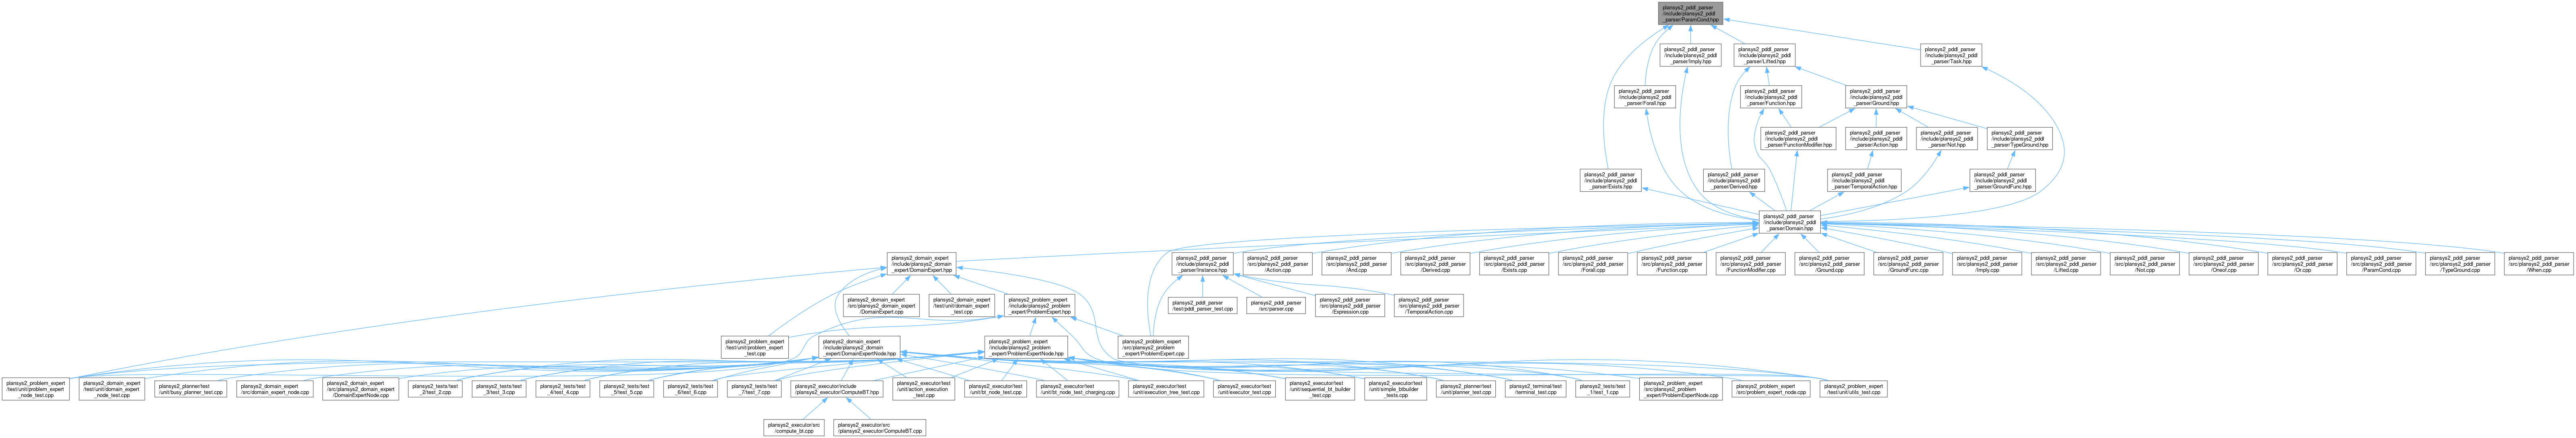 plansys2_pddl_parser
/include/plansys2_pddl
_parser/ParamCond.hpp
plansys2_pddl_parser
/include/plansys2_pddl
_parser/Imply.hpp
plansys2_pddl_parser
/include/plansys2_pddl
_parser/Lifted.hpp
plansys2_pddl_parser
/include/plansys2_pddl
_parser/Task.hpp
plansys2_pddl_parser
/include/plansys2_pddl
_parser/Forall.hpp
plansys2_pddl_parser
/include/plansys2_pddl
_parser/Function.hpp
plansys2_pddl_parser
/include/plansys2_pddl
_parser/Ground.hpp
plansys2_pddl_parser
/include/plansys2_pddl
_parser/FunctionModifier.hpp
plansys2_pddl_parser
/include/plansys2_pddl
_parser/Action.hpp
plansys2_pddl_parser
/include/plansys2_pddl
_parser/Not.hpp
plansys2_pddl_parser
/include/plansys2_pddl
_parser/TypeGround.hpp
plansys2_pddl_parser
/include/plansys2_pddl
_parser/Exists.hpp
plansys2_pddl_parser
/include/plansys2_pddl
_parser/Derived.hpp
plansys2_pddl_parser
/include/plansys2_pddl
_parser/TemporalAction.hpp
plansys2_pddl_parser
/include/plansys2_pddl
_parser/GroundFunc.hpp
plansys2_pddl_parser
/include/plansys2_pddl
_parser/Domain.hpp
plansys2_domain_expert
/include/plansys2_domain
_expert/DomainExpert.hpp
plansys2_pddl_parser
/include/plansys2_pddl
_parser/Instance.hpp
plansys2_pddl_parser
/src/plansys2_pddl_parser
/Action.cpp
plansys2_pddl_parser
/src/plansys2_pddl_parser
/And.cpp
plansys2_pddl_parser
/src/plansys2_pddl_parser
/Derived.cpp
plansys2_pddl_parser
/src/plansys2_pddl_parser
/Exists.cpp
plansys2_pddl_parser
/src/plansys2_pddl_parser
/Forall.cpp
plansys2_pddl_parser
/src/plansys2_pddl_parser
/Function.cpp
plansys2_pddl_parser
/src/plansys2_pddl_parser
/FunctionModifier.cpp
plansys2_pddl_parser
/src/plansys2_pddl_parser
/Ground.cpp
plansys2_pddl_parser
/src/plansys2_pddl_parser
/GroundFunc.cpp
plansys2_pddl_parser
/src/plansys2_pddl_parser
/Imply.cpp
plansys2_pddl_parser
/src/plansys2_pddl_parser
/Lifted.cpp
plansys2_pddl_parser
/src/plansys2_pddl_parser
/Not.cpp
plansys2_pddl_parser
/src/plansys2_pddl_parser
/Oneof.cpp
plansys2_pddl_parser
/src/plansys2_pddl_parser
/Or.cpp
plansys2_pddl_parser
/src/plansys2_pddl_parser
/ParamCond.cpp
plansys2_pddl_parser
/src/plansys2_pddl_parser
/TypeGround.cpp
plansys2_pddl_parser
/src/plansys2_pddl_parser
/When.cpp
plansys2_domain_expert
/src/plansys2_domain_expert
/DomainExpert.cpp
plansys2_domain_expert
/test/unit/domain_expert
_test.cpp
plansys2_problem_expert
/include/plansys2_problem
_expert/ProblemExpert.hpp
plansys2_pddl_parser
/test/pddl_parser_test.cpp
plansys2_pddl_parser
/src/parser.cpp
plansys2_pddl_parser
/src/plansys2_pddl_parser
/Expression.cpp
plansys2_pddl_parser
/src/plansys2_pddl_parser
/TemporalAction.cpp
plansys2_problem_expert
/test/unit/problem_expert
_test.cpp
plansys2_domain_expert
/include/plansys2_domain
_expert/DomainExpertNode.hpp
plansys2_problem_expert
/include/plansys2_problem
_expert/ProblemExpertNode.hpp
plansys2_problem_expert
/src/plansys2_problem
_expert/ProblemExpert.cpp
plansys2_problem_expert
/test/unit/problem_expert
_node_test.cpp
plansys2_domain_expert
/test/unit/domain_expert
_node_test.cpp
plansys2_planner/test
/unit/busy_planner_test.cpp
plansys2_domain_expert
/src/domain_expert_node.cpp
plansys2_domain_expert
/src/plansys2_domain_expert
/DomainExpertNode.cpp
plansys2_tests/test
_2/test_2.cpp
plansys2_tests/test
_3/test_3.cpp
plansys2_tests/test
_4/test_4.cpp
plansys2_tests/test
_5/test_5.cpp
plansys2_tests/test
_6/test_6.cpp
plansys2_tests/test
_7/test_7.cpp
plansys2_executor/include
/plansys2_executor/ComputeBT.hpp
plansys2_executor/test
/unit/action_execution
_test.cpp
plansys2_executor/test
/unit/bt_node_test.cpp
plansys2_executor/test
/unit/bt_node_test_charging.cpp
plansys2_executor/test
/unit/execution_tree_test.cpp
plansys2_executor/test
/unit/executor_test.cpp
plansys2_executor/test
/unit/sequential_bt_builder
_test.cpp
plansys2_executor/test
/unit/simple_btbuilder
_tests.cpp
plansys2_planner/test
/unit/planner_test.cpp
plansys2_terminal/test
/terminal_test.cpp
plansys2_tests/test
_1/test_1.cpp
plansys2_problem_expert
/src/plansys2_problem
_expert/ProblemExpertNode.cpp
plansys2_problem_expert
/src/problem_expert_node.cpp
plansys2_problem_expert
/test/unit/utils_test.cpp
plansys2_executor/src
/compute_bt.cpp
plansys2_executor/src
/plansys2_executor/ComputeBT.cpp